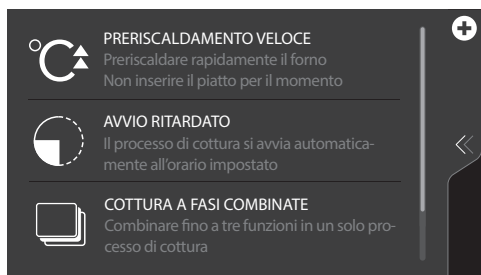 °C
PRERISCALDAMENTO VELOCE
Preriscaldare rapidamente il forno
Non inserire il piatto per il momento
AVVIO RITARDATO
Il processo di cottura si avvia automatica-
mente all'orario impostato
COTTURA A FASI COMBINATE
Combinare fino a tre funzioni in un solo pro-
cesso di cottura